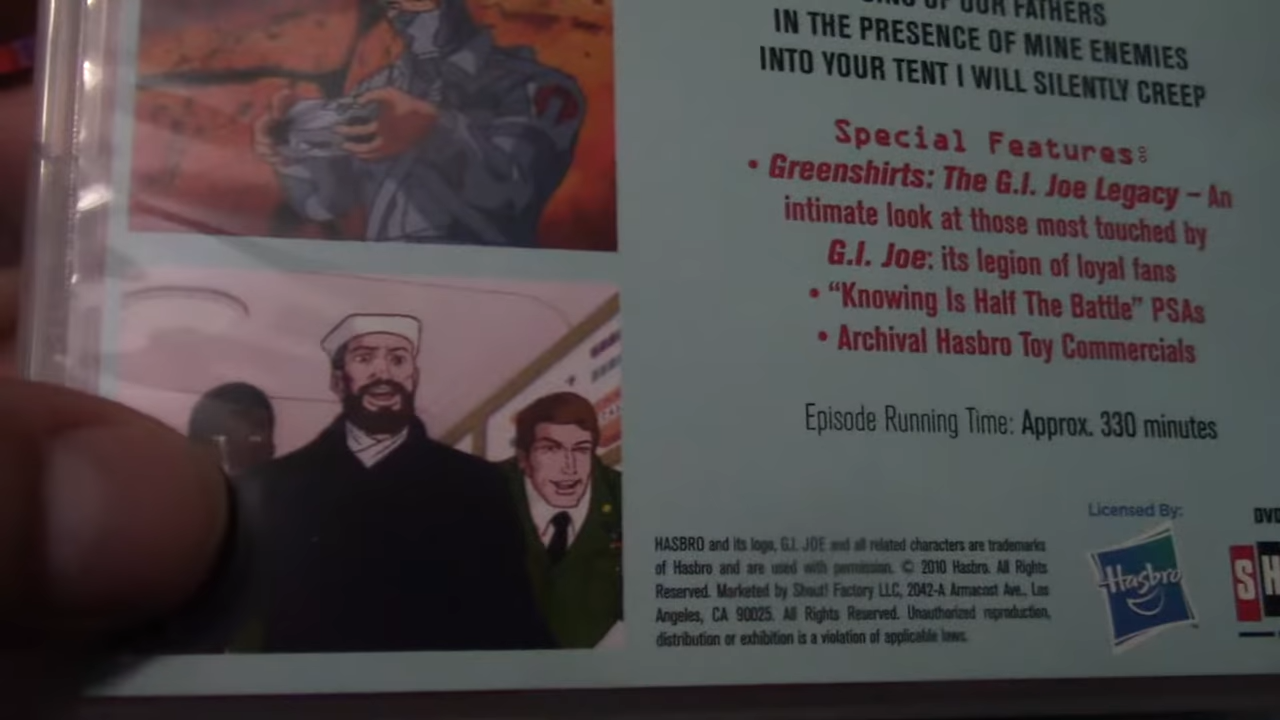 OF OUR FATHERS
IN THE PRESENCE OF MINE ENEMIES
INTO YOUR TENT I WILL SILENTLY CREEP
Special Features:
• Greenshirts: The G.I. Joe Legacy – An
intimate look at those most touched by
G.I. Joe: its legion of loyal fans
• “Knowing Is Half The Battle” PSAs
• Archival Hasbro Toy Commercials
Episode Running Time: Approx. 330 minutes
Licensed By:
Hasbro
DVD
HASBRO and its logo, G.I. JOE and all related characters are trademarks
of Hasbro and are used with permission. © 2010 Hasbro. All Rights
Reserved. Marketed by Shout! Factory LLC, 2042-A Armacost Ave., Los
Angeles, CA 90025. All Rights Reserved. Unauthorized reproduction,
distribution or exhibition is a violation of applicable laws.